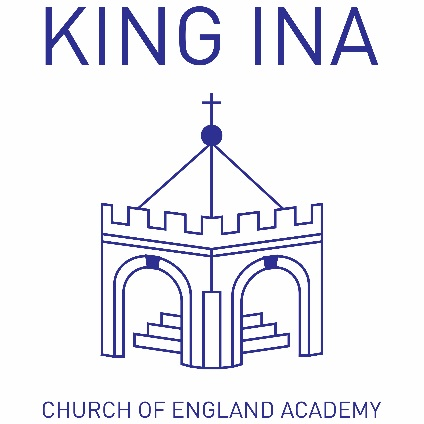 KING INA
CHURCH OF ENGLAND ACADEMY